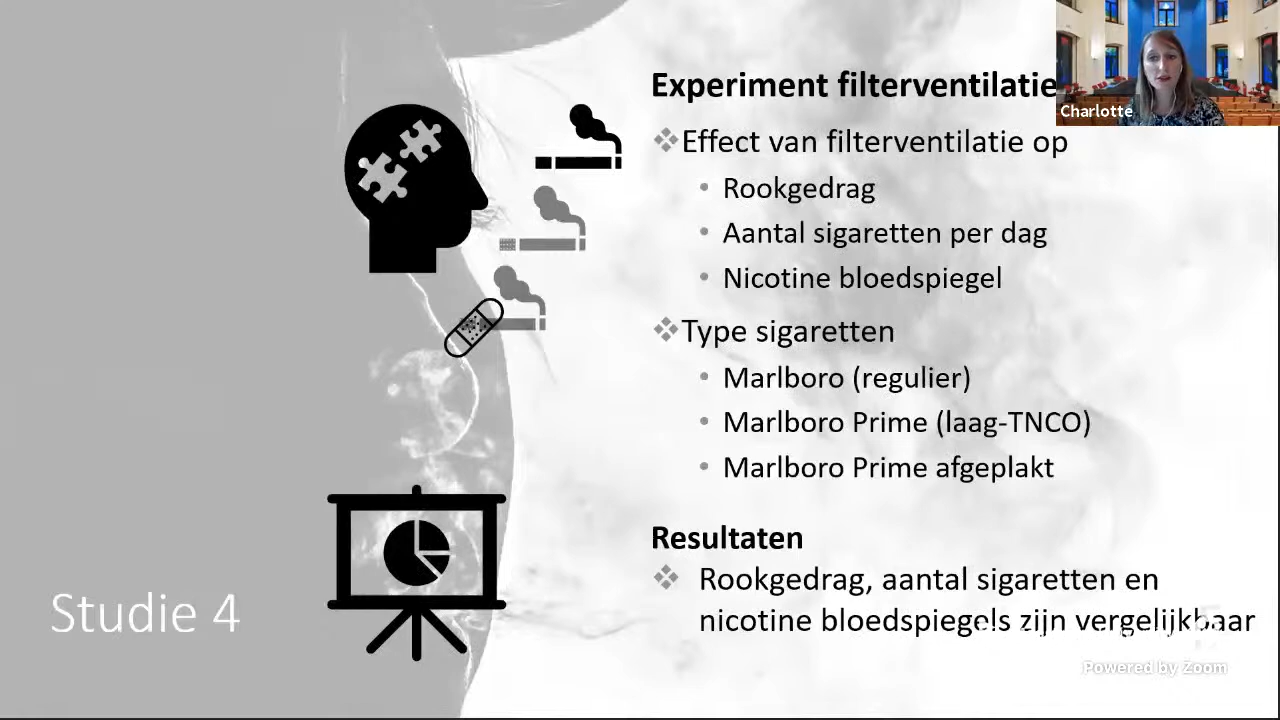 Experiment filterventilatie
Charlotte
Effect van filterventilatie op
Rookgedrag
Aantal sigaretten per dag
Nicotine bloedspiegel
Type sigaretten
Marlboro (regulier)
Marlboro Prime (laag-TNCO)
Marlboro Prime afgeplakt
Resultaten
Rookgedrag, aantal sigaretten en
nicotine bloedspiegels zijn vergelijkbaar
Studie 4
Powered by Zoom